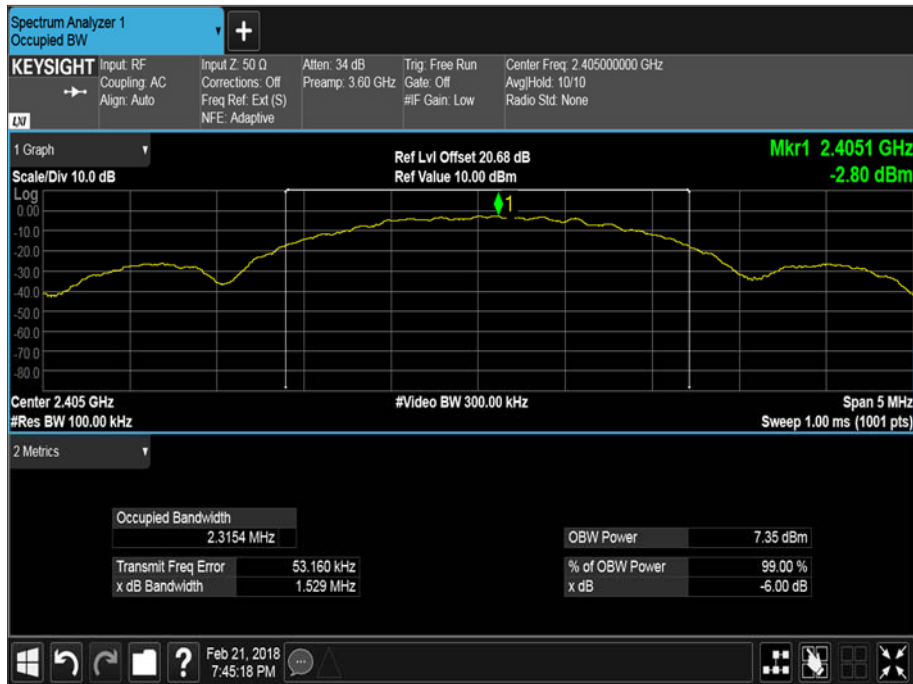 Spectrum Analyzer 1
Occupied BW
+
KEYSIGHT
LXI
Input: RF
Coupling: AC
Align: Auto
Input Z: 50 Ω
Corrections: Off
Freq Ref: Ext (S)
NFE: Adaptive
Atten: 34 dB
Preamp: 3.60 GHz
Trig: Free Run
Gate: Off
#IF Gain: Low
Center Freq: 2.405000000 GHz
Avg|Hold: 10/10
Radio Std: None
1 Graph
Scale/Div 10.0 dB
Ref Lvl Offset 20.68 dB
Ref Value 10.00 dBm
Mkr1 2.4051 GHz
-2.80 dBm
Log
0.00
-10.0
-20.0
-30.0
-40.0
-50.0
-60.0
-70.0
-80.0
1
Center 2.405 GHz
#Res BW 100.00 kHz
#Video BW 300.00 kHz
Span 5 MHz
Sweep 1.00 ms (1001 pts)
2 Metrics
Occupied Bandwidth
2.3154 MHz
Transmit Freq Error 53.160 kHz
x dB Bandwidth 1.529 MHz
OBW Power 7.35 dBm
% of OBW Power 99.00 %
x dB -6.00 dB
?
Feb 21, 2018
7:45:18 PM